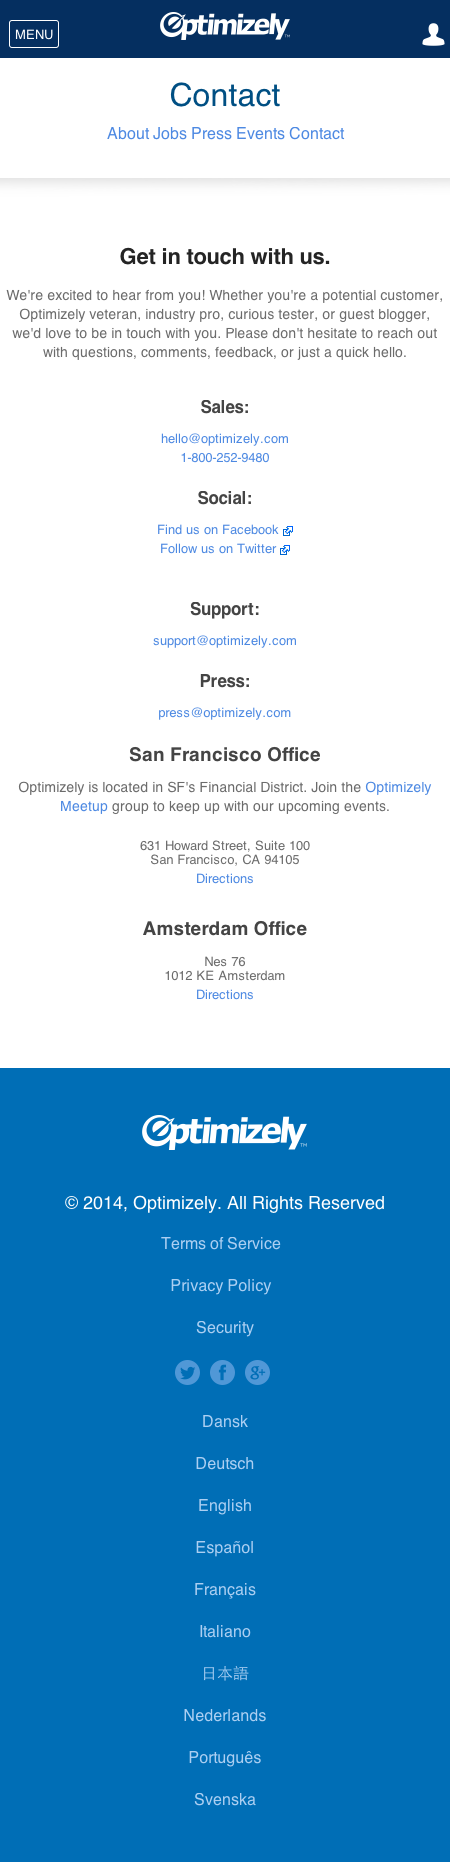 MENU
Optimizely™
Contact
About Jobs Press Events Contact
Get in touch with us.
We're excited to hear from you! Whether you're a potential customer,
Optimizely veteran, industry pro, curious tester, or guest blogger,
we'd love to be in touch with you. Please don't hesitate to reach out
with questions, comments, feedback, or just a quick hello.
Sales:
hello@optimizely.com
1-800-252-9480
Social:
Find us on Facebook
Follow us on Twitter
Support:
support@optimizely.com
Press:
press@optimizely.com
San Francisco Office
Optimizely is located in SF's Financial District. Join the Optimizely
Meetup group to keep up with our upcoming events.
631 Howard Street, Suite 100
San Francisco, CA 94105
Directions
Amsterdam Office
Nes 76
1012 KE Amsterdam
Directions
Optimizely™
© 2014, Optimizely. All Rights Reserved
Terms of Service
Privacy Policy
Security
Dansk
Deutsch
English
Español
Français
Italiano
日本語
Nederlands
Português
Svenska